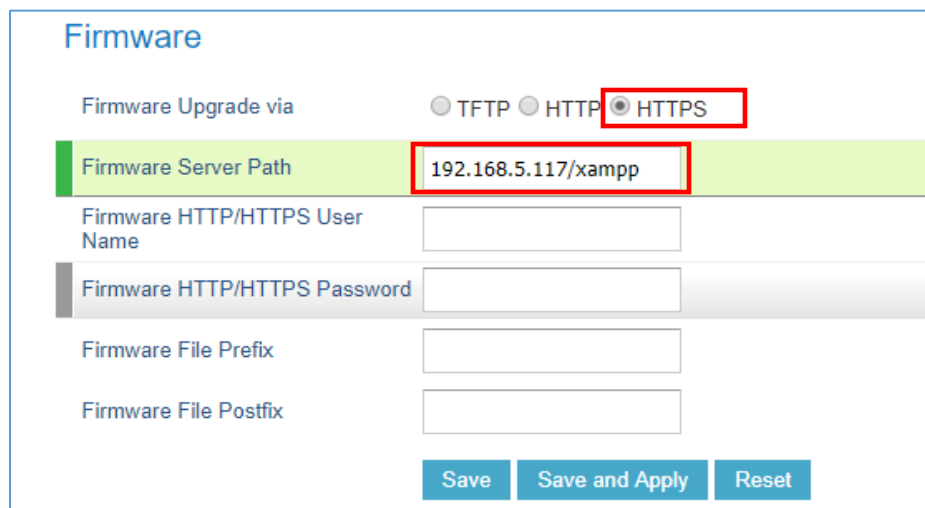 Firmware
Firmware Upgrade via TFTP HTTP HTTPS
Firmware Server Path 192.168.5.117/xampp
Firmware HTTP/HTTPS User
Name
Firmware HTTP/HTTPS Password
Firmware File Prefix
Firmware File Postfix
Save Save and Apply Reset